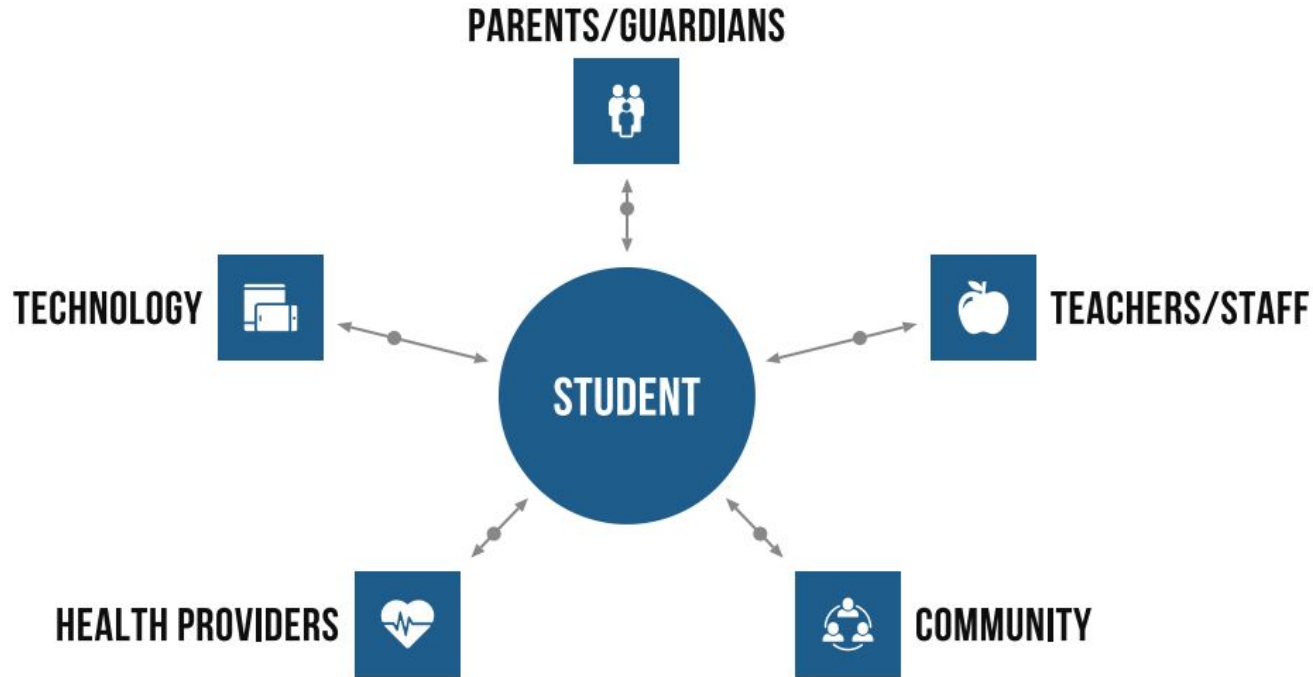 PARENTS/GUARDIANS
TECHNOLOGY
TEACHERS/STAFF
STUDENT
HEALTH PROVIDERS
COMMUNITY